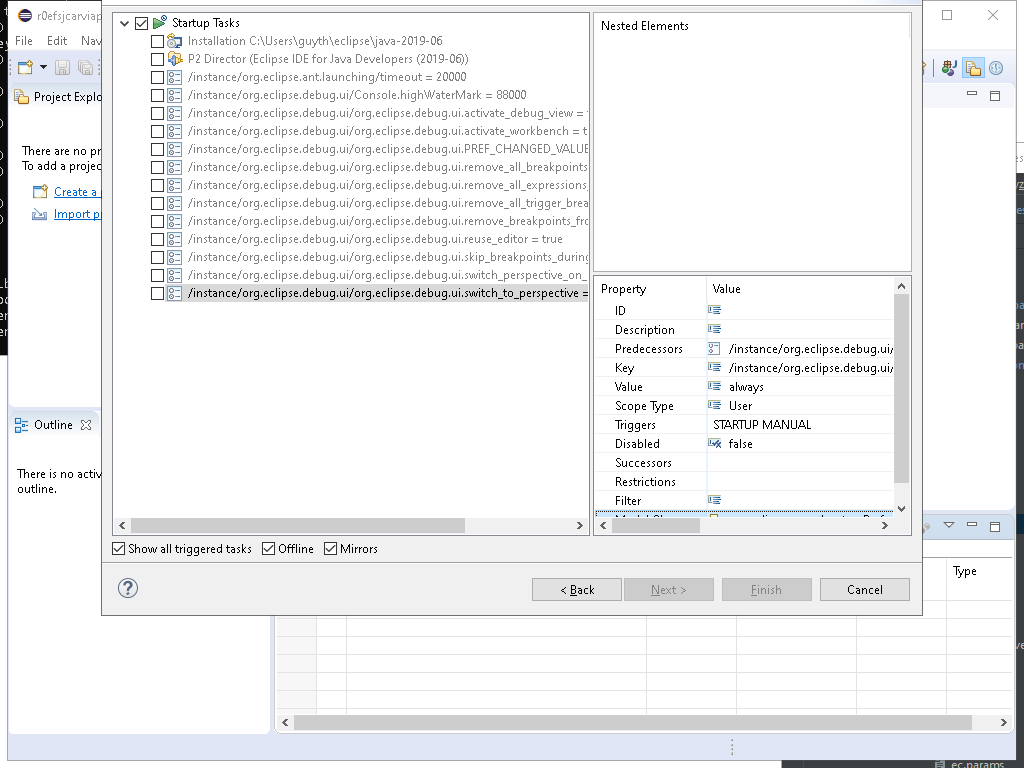 r0efsjcarviap
File Edit Nav
Project Explo
There are no pr
To add a projec
Create a
Import p
Outline
There is no activ
outline.
Startup Tasks
Installation C:\Users\guyth\eclipse\java-2019-06
P2 Director (Eclipse IDE for Java Developers (2019-06))
/instance/org.eclipse.ant.launching/timeout = 20000
/instance/org.eclipse.debug.ui/Console.highWaterMark = 88000
/instance/org.eclipse.debug.ui/org.eclipse.debug.ui.activate_debug_view =
/instance/org.eclipse.debug.ui/org.eclipse.debug.ui.activate_workbench = t
/instance/org.eclipse.debug.ui/org.eclipse.debug.ui.PREF_CHANGED_VALUE
/instance/org.eclipse.debug.ui/org.eclipse.debug.ui.remove_all_breakpoints
/instance/org.eclipse.debug.ui/org.eclipse.debug.ui.remove_all_expressions_
/instance/org.eclipse.debug.ui/org.eclipse.debug.ui.remove_all_trigger_brea
/instance/org.eclipse.debug.ui/org.eclipse.debug.ui.remove_breakpoints_fro
/instance/org.eclipse.debug.ui/org.eclipse.debug.ui.reuse_editor = true
/instance/org.eclipse.debug.ui/org.eclipse.debug.ui.skip_breakpoints_during
/instance/org.eclipse.debug.ui/org.eclipse.debug.ui.switch_perspective_on_
/instance/org.eclipse.debug.ui/org.eclipse.debug.ui.switch_to_perspective =
Nested Elements
Property Value
ID
Description
Predecessors /instance/org.eclipse.debug.ui/
Key /instance/org.eclipse.debug.ui/
Value always
Scope Type User
Triggers STARTUP MANUAL
Disabled false
Successors
Restrictions
Filter
Show all triggered tasks Offline Mirrors
< Back Next > Finish Cancel
Type
ec.params